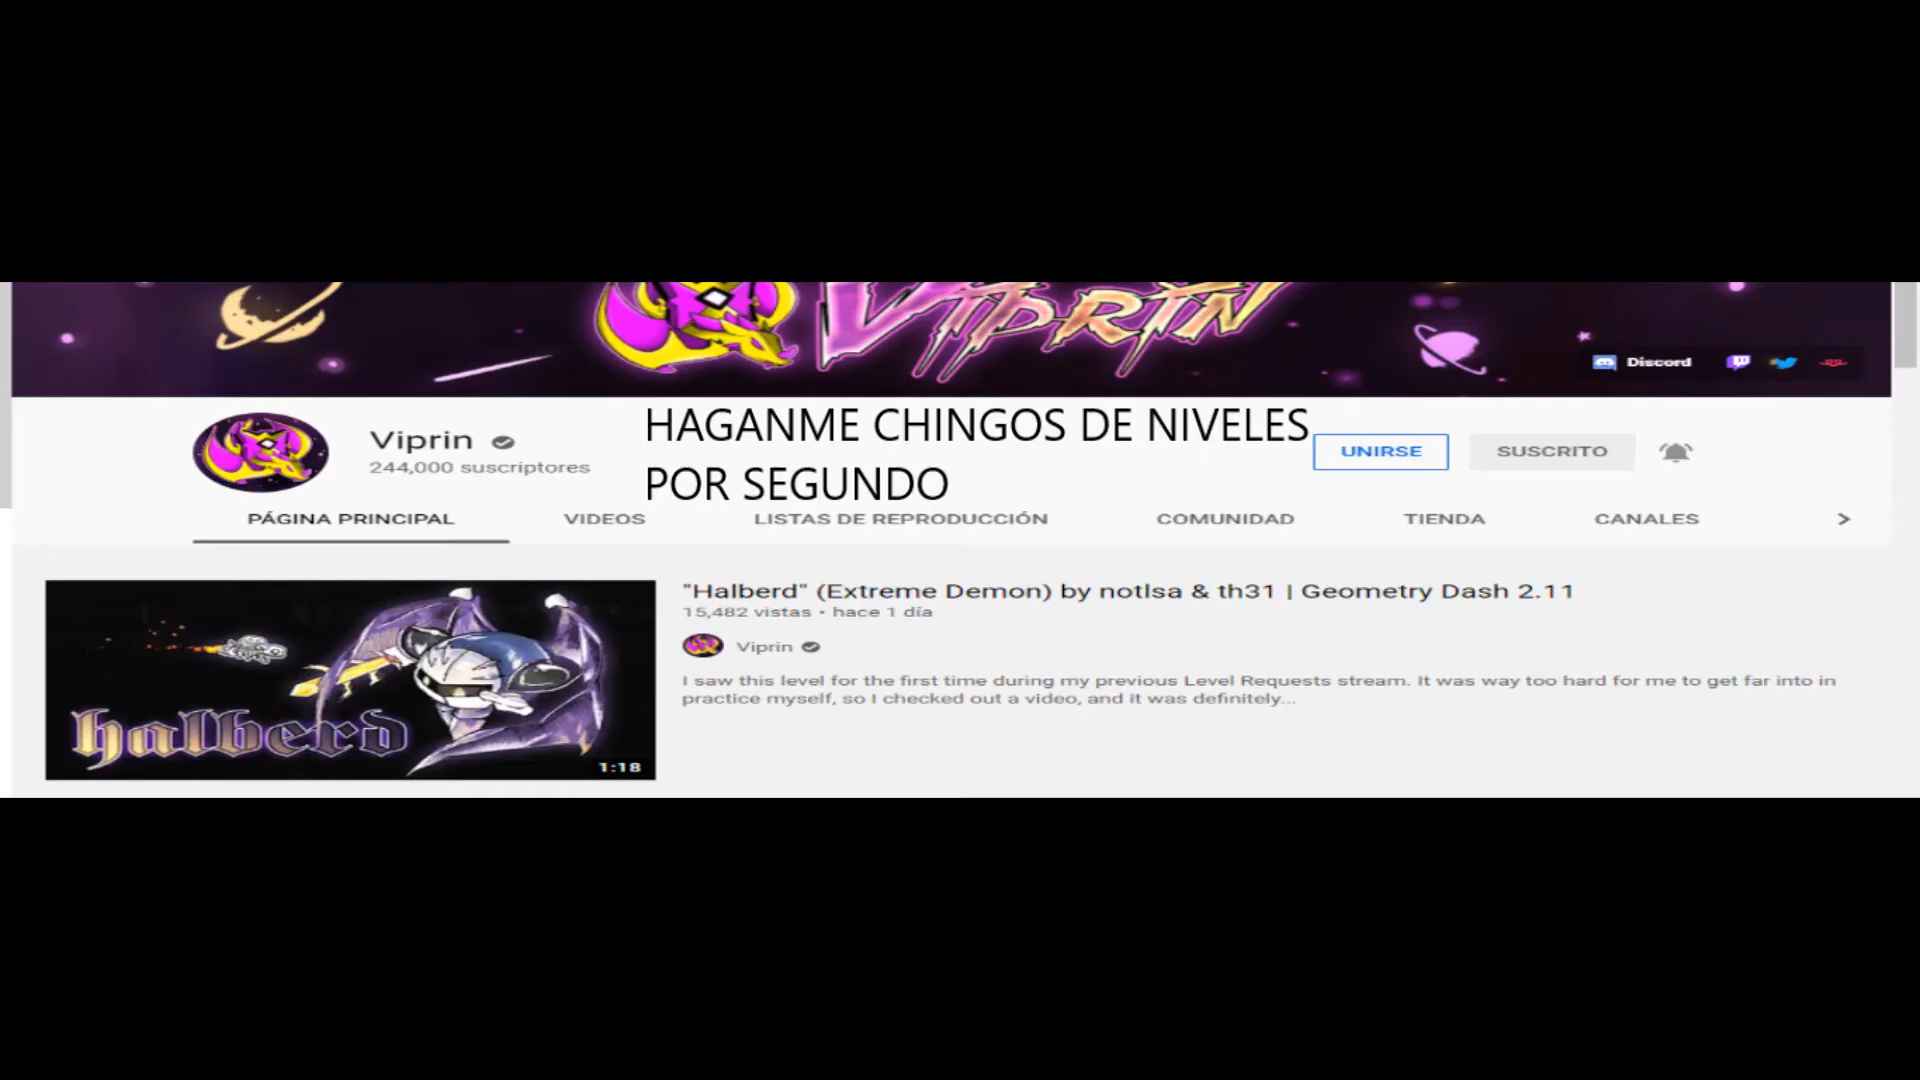 VIPRIN
Discord
Viprin
244,000 suscriptores
HAGANME CHINGOS DE NIVELES
POR SEGUNDO
UNIRSE
SUSCRITO
PÁGINA PRINCIPAL
VIDEOS
LISTAS DE REPRODUCCIÓN
COMUNIDAD
TIENDA
CANALES
halberd
1:18
"Halberd" (Extreme Demon) by notlsa & th31 | Geometry Dash 2.11
15,482 vistas • hace 1 día
Viprin
I saw this level for the first time during my previous Level Requests stream. It was way too hard for me to get far into in
practice myself, so I checked out a video, and it was definitely...